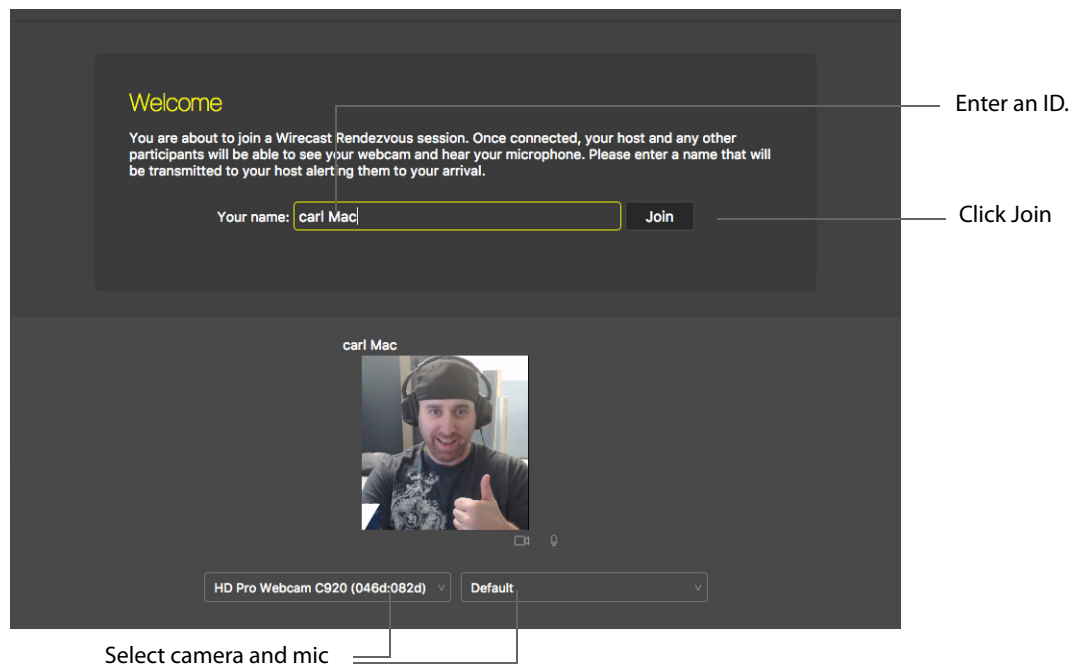 Welcome
Enter an ID.
You are about to join a Wirecast Rendezvous session. Once connected, your host and any other
participants will be able to see your webcam and hear your microphone. Please enter a name that will
be transmitted to your host alerting them to your arrival.
Your name: carl Mac Join
Click Join
carl Mac
HD Pro Webcam C920 (046d:082d) Default
Select camera and mic